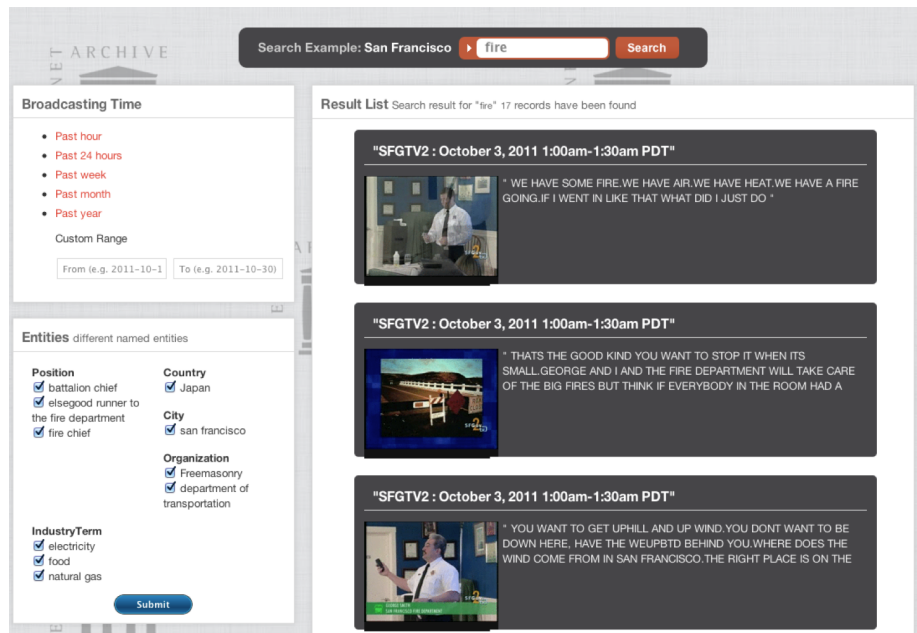 ARCHIVE
Search Example: San Francisco fire Search
Broadcasting Time
Past hour
Past 24 hours
Past week
Past month
Past year
Custom Range
From (e.g. 2011-10-1 To (e.g. 2011-10-30)
Entities different named entities
Position
battalion chief
elsegood runner to
the fire department
fire chief
Country
Japan
City
san francisco
Organization
Freemasonry
department of
transportation
IndustryTerm
electricity
food
natural gas
Submit
Result List Search result for "fire" 17 records have been found
"SFGTV2 : October 3, 2011 1:00am-1:30am PDT"
" WE HAVE SOME FIRE.WE HAVE AIR.WE HAVE HEAT.WE HAVE A FIRE
GOING.IF I WENT IN LIKE THAT WHAT DID I JUST DO "
"SFGTV2 : October 3, 2011 1:00am-1:30am PDT"
" THATS THE GOOD KIND YOU WANT TO STOP IT WHEN ITS
SMALL.GEORGE AND I AND THE FIRE DEPARTMENT WILL TAKE CARE
OF THE BIG FIRES BUT THINK IF EVERYBODY IN THE ROOM HAD A
"SFGTV2 : October 3, 2011 1:00am-1:30am PDT"
" YOU WANT TO GET UPHILL AND UP WIND.YOU DONT WANT TO BE
DOWN HERE, HAVE THE WEUPBTD BEHIND YOU.WHERE DOES THE
WIND COME FROM IN SAN FRANCISCO.THE RIGHT PLACE IS ON THE